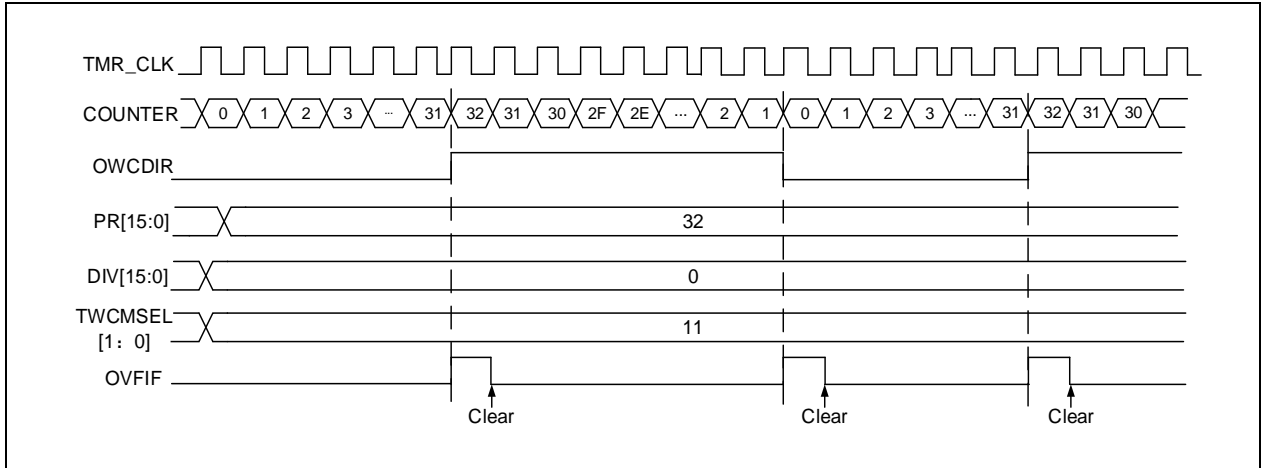 TMR_CLK
COUNTER 0 1 2 3 ... 31 32 31 30 2F 2E ... 2 1 0 1 2 3 ... 31 32 31 30
OWCDIR
PR[15:0] 32
DIV[15:0] 0
TWCMSEL
[1：0] 11
OVFIF
Clear Clear Clear